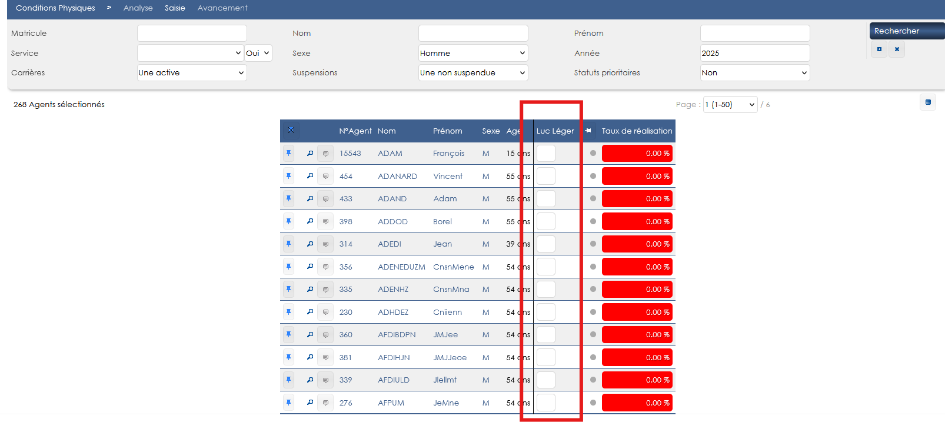 Conditions Physiques Analyse Saisie Avancement
Matricule Nom Prénom Rechercher
Service Oui Sexe Homme Année 2025
Carrières Une active Suspensions Une non suspendue Statuts prioritaires Non
268 Agents sélectionnés Page : 1 (1-50) / 6
N°Agent Nom Prénom Sexe Age Luc Léger Taux de réalisation
15543 ADAM François M 15 ans 0.00 %
454 ADANARD Vincent M 55 ans 0.00 %
433 ADAND Adam M 55 ans 0.00 %
398 ADDOD Borel M 55 ans 0.00 %
314 ADEDI Jean M 39 ans 0.00 %
356 ADENEDUZM CnsnMene M 54 ans 0.00 %
335 ADENHZ CnsnMna M 54 ans 0.00 %
230 ADHDEZ Cniienn M 54 ans 0.00 %
360 AFDIBDPN JMJee M 54 ans 0.00 %
381 AFDIHJN JMJJece M 54 ans 0.00 %
339 AFDIULD Jlellmt M 54 ans 0.00 %
276 AFPUM JeMne M 54 ans 0.00 %